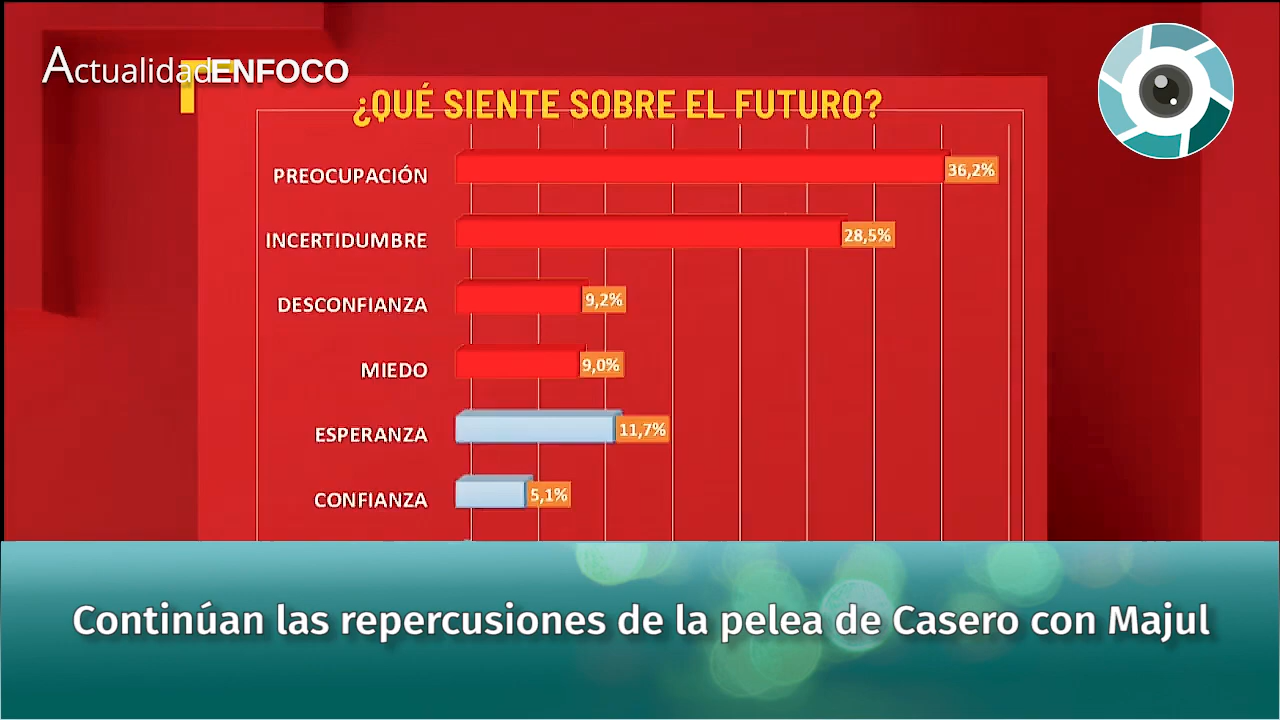 ActualidadENFOCO
¿QUÉ SIENTE SOBRE EL FUTURO?
PREOCUPACIÓN 36,2%
INCERTIDUMBRE 28,5%
DESCONFIANZA 9,2%
MIEDO 9,0%
ESPERANZA 11,7%
CONFIANZA 5,1%
Continúan las repercusiones de la pelea de Casero con Majul